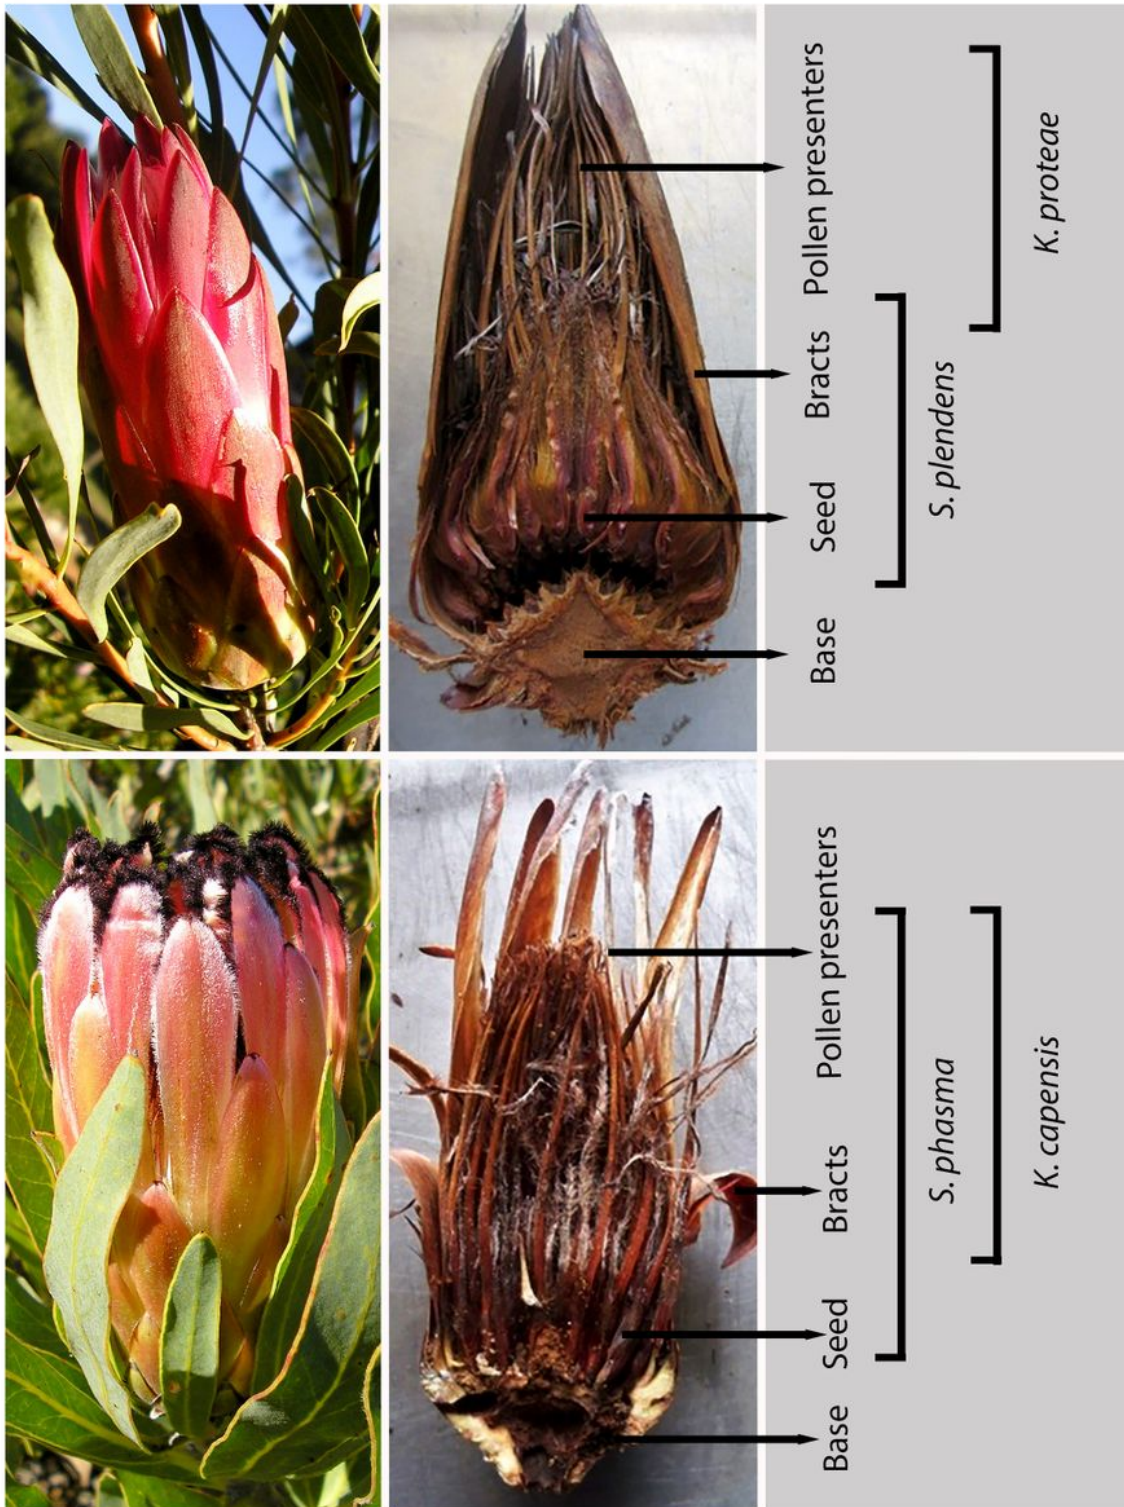 Pollen presenters
Bracts
Seed
Base
S. plendens
K. proteae
Pollen presenters
Bracts
Seed
Base
S. phasma
K. capensis